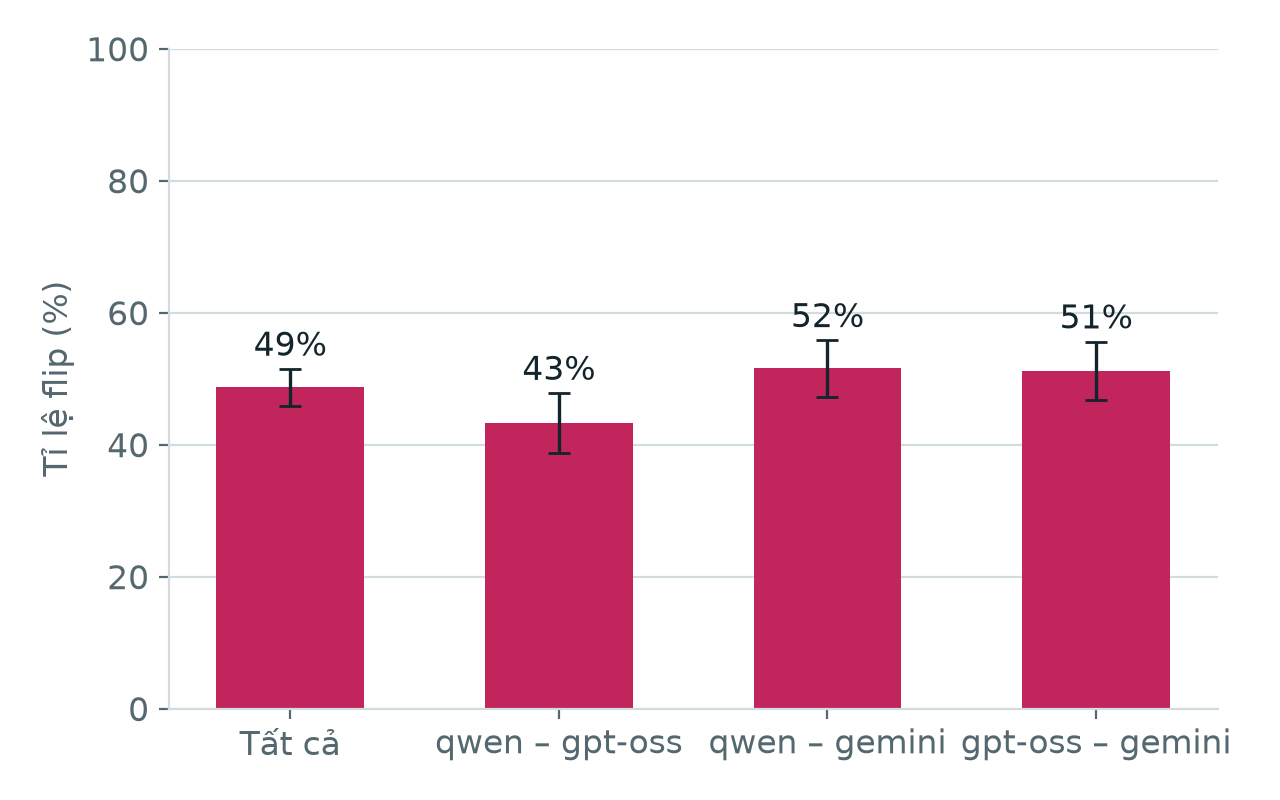 Tỉ lệ flip (%)
100
80
60
40
20
0
49%
43%
52%
51%
Tất cả
qwen – gpt-oss
qwen – gemini
gpt-oss – gemini